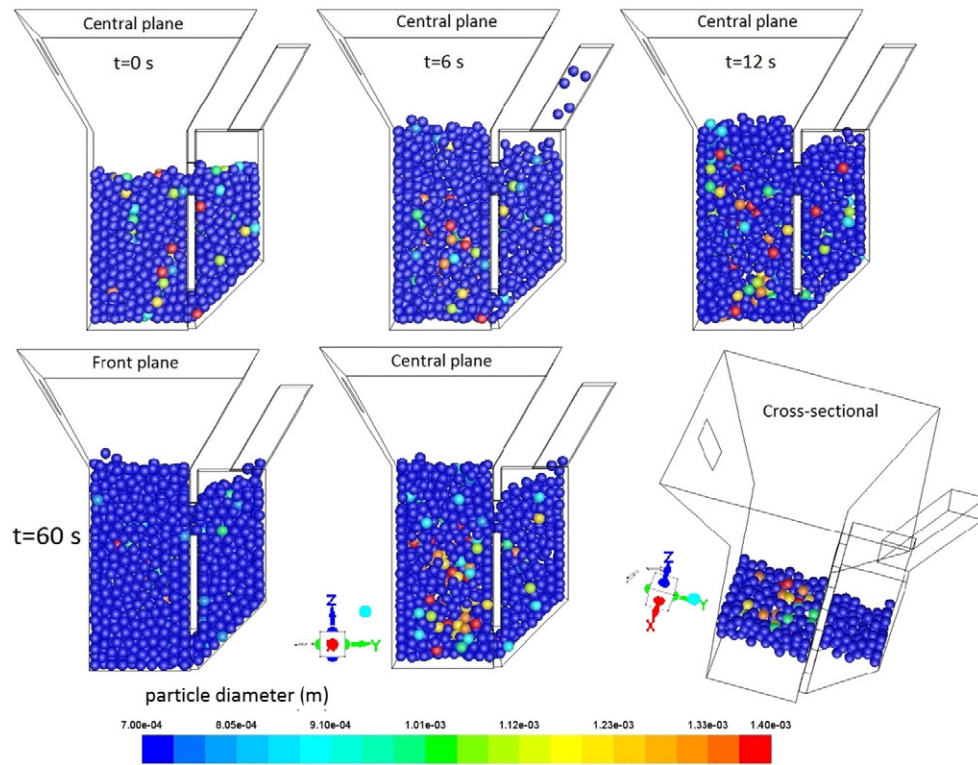 Central plane
t=0 s
Central plane
t=6 s
Central plane
t=12 s
Front plane
Central plane
Cross-sectional
t=60 s
Z
Y
Z
Y
X
particle diameter (m)
7.00e-04 8.05e-04 9.10e-04 1.01e-03 1.12e-03 1.23e-03 1.33e-03 1.40e-03